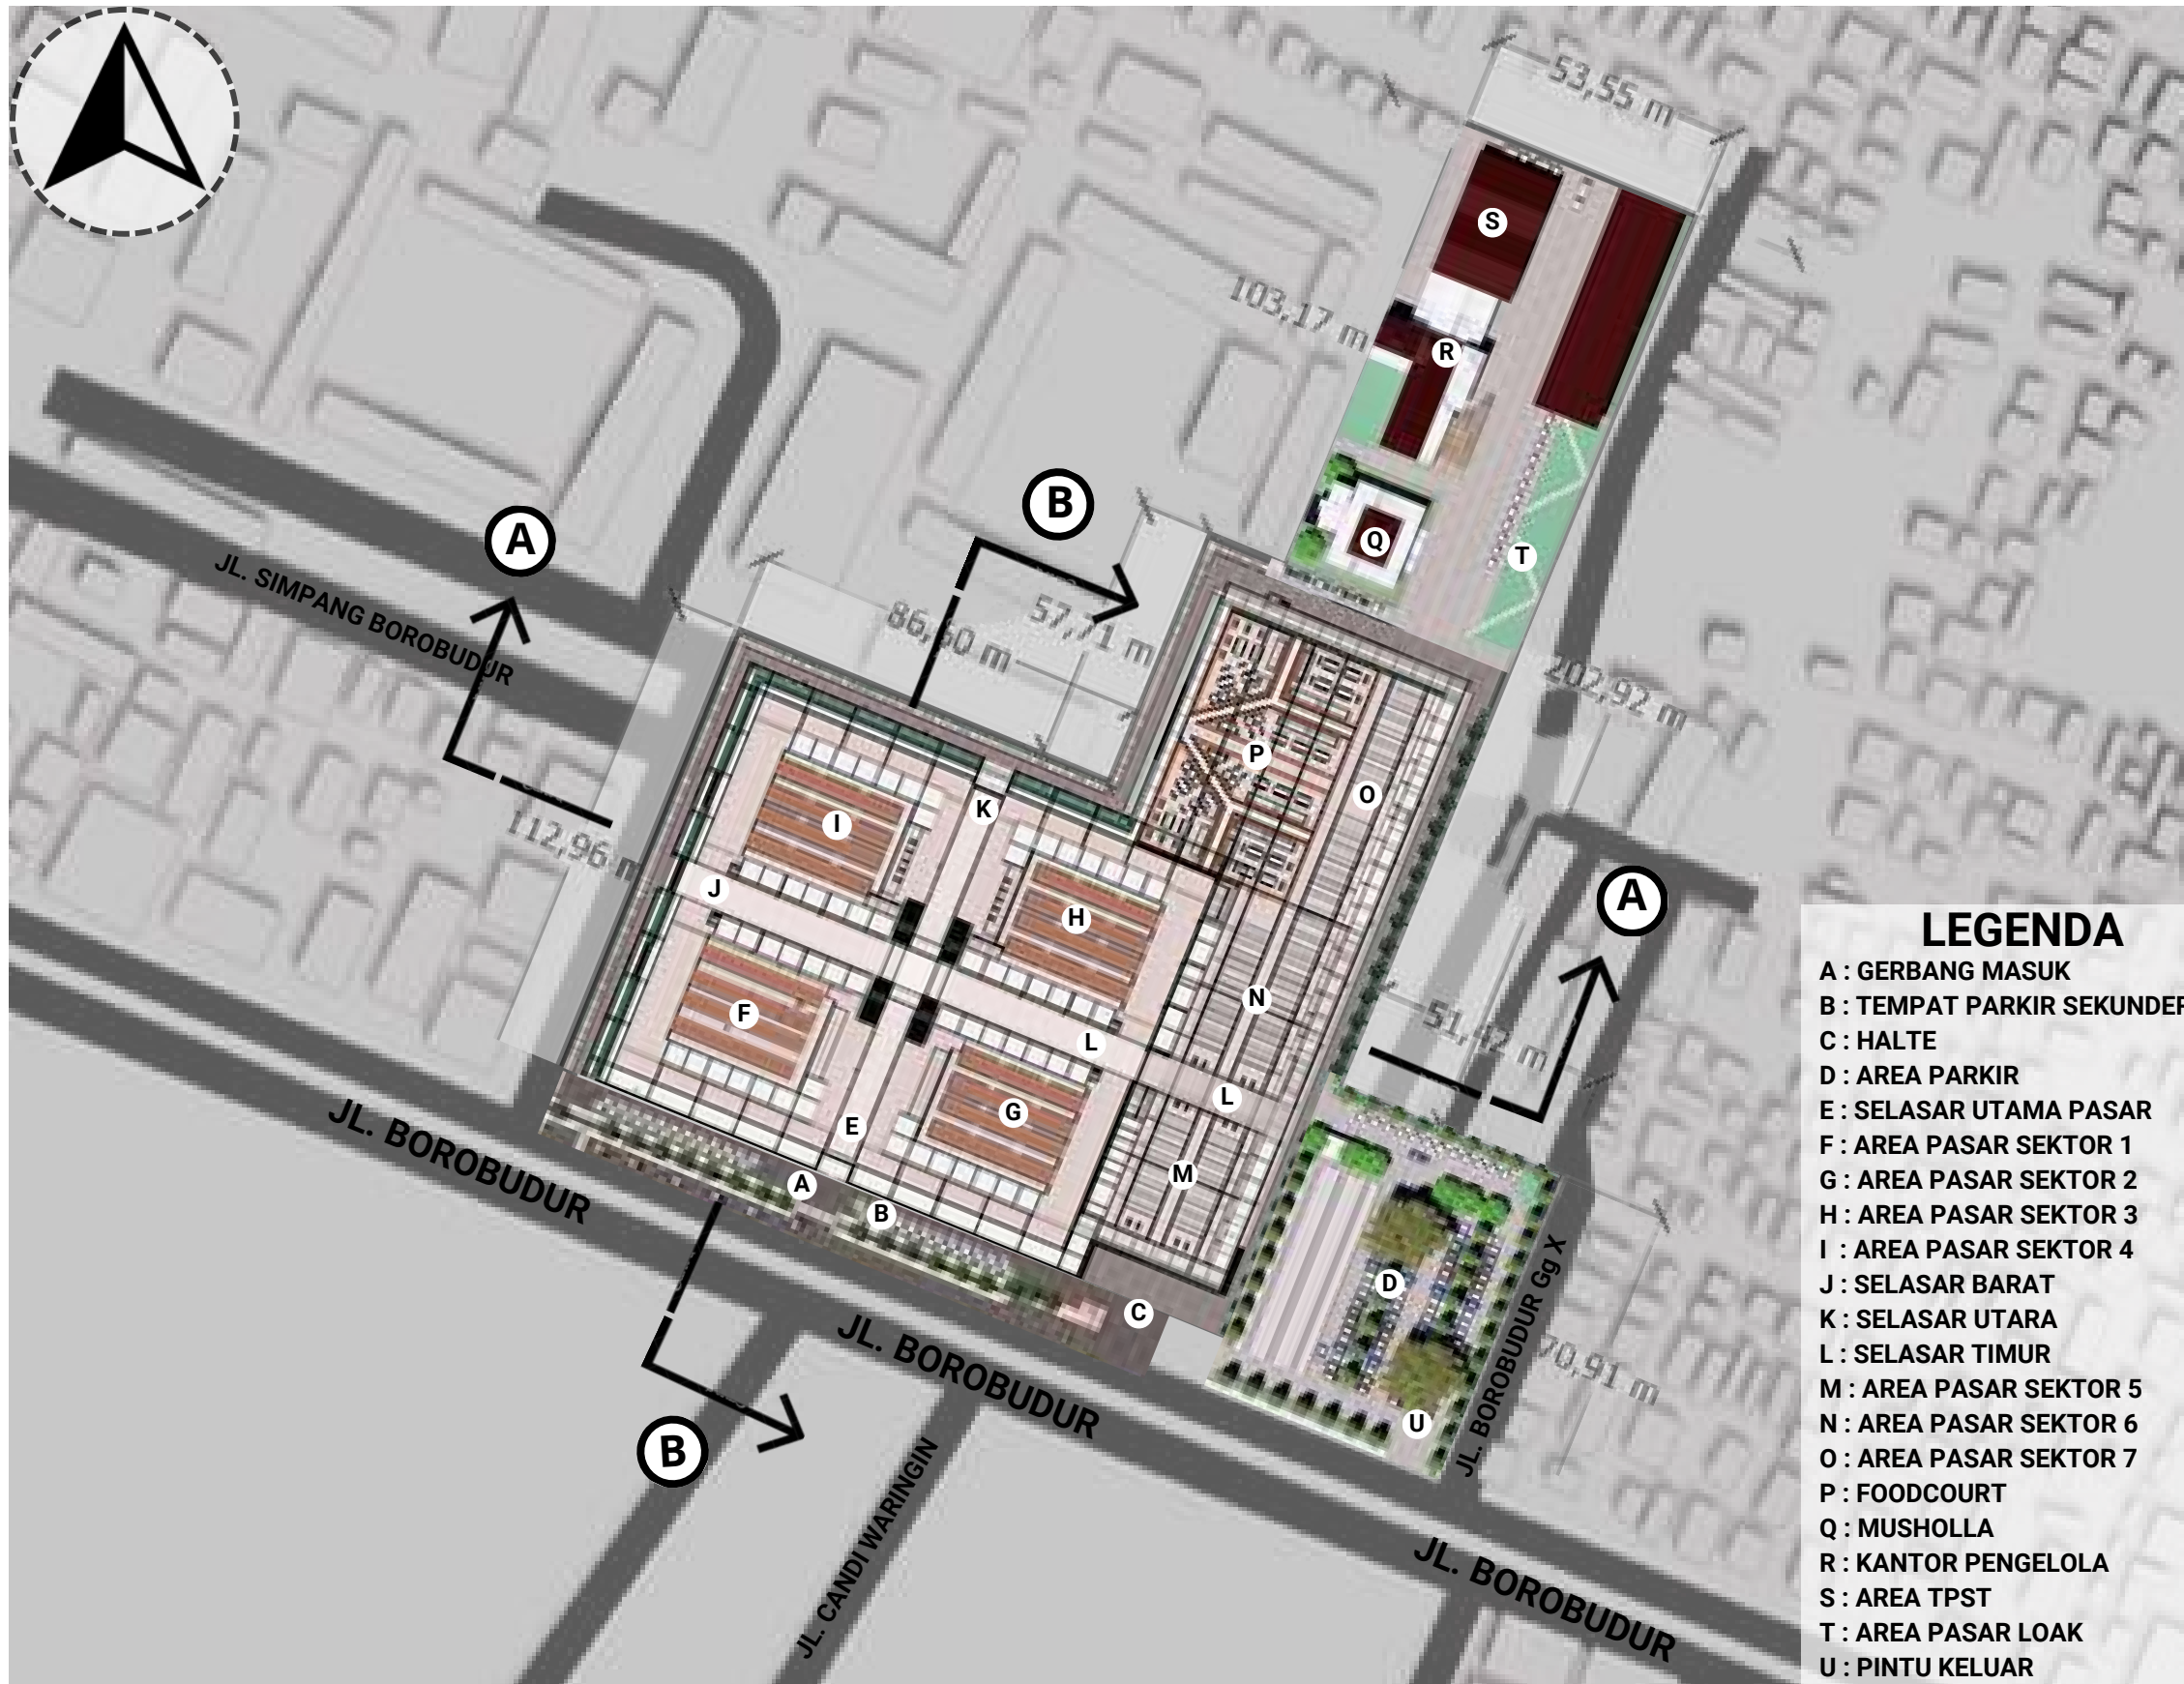 53,55 m
S
103,17 m
R
B
A
JL. SIMPANG BOROBUDUR
Q
T
57,71 m
86,60 m
202,92 m
P
K
O
I
112,96 m
J
H
A
F
N
L
L
G
E
M
A
B
JL. BOROBUDUR
D
C
JL. BOROBUDUR
JL. BOROBUDUR Gg X
70,91 m
U
B
JL. CANDI WARINGIN
JL. BOROBUDUR
LEGENDA
A : GERBANG MASUK
B : TEMPAT PARKIR SEKUNDER
C : HALTE
D : AREA PARKIR
E : SELASAR UTAMA PASAR
F : AREA PASAR SEKTOR 1
G : AREA PASAR SEKTOR 2
H : AREA PASAR SEKTOR 3
I : AREA PASAR SEKTOR 4
J : SELASAR BARAT
K : SELASAR UTARA
L : SELASAR TIMUR
M : AREA PASAR SEKTOR 5
N : AREA PASAR SEKTOR 6
O : AREA PASAR SEKTOR 7
P : FOODCOURT
Q : MUSHOLLA
R : KANTOR PENGELOLA
S : AREA TPST
T : AREA PASAR LOAK
U : PINTU KELUAR